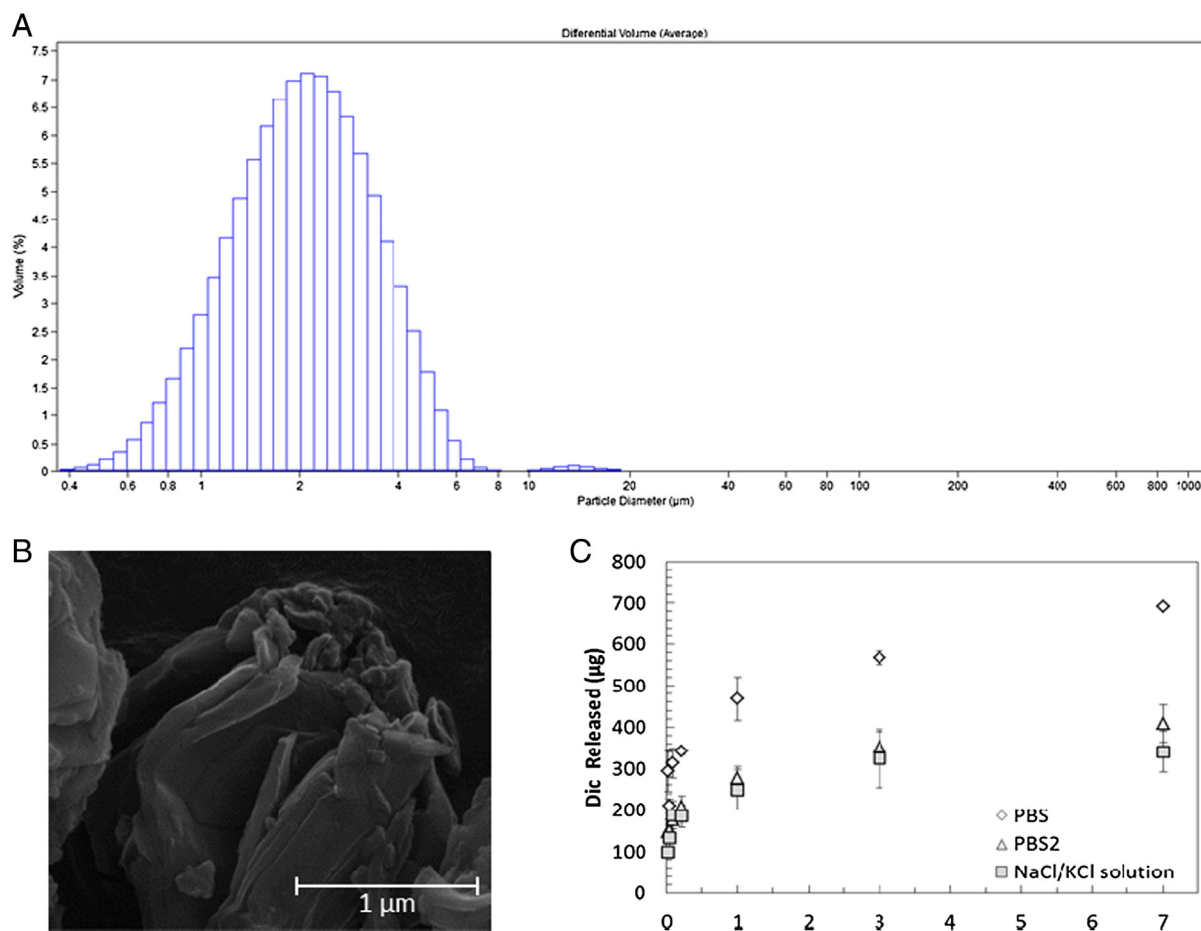 A
Differential Volume (Average)
7.5
7
6.5
6
5.5
5
4.5
4
3.5
3
2.5
2
1.5
1
0.5
0
Volume (%)
0.4 0.6 0.8 1 2 4 6 8 10 20 40 60 80 100 200 400 600 800 1000
Particle Diameter (µm)
B
1 µm
C
800
700
600
500
400
300
200
100
0
Dic Released (µg)
PBS
PBS2
NaCl/KCl solution
0 1 2 3 4 5 6 7